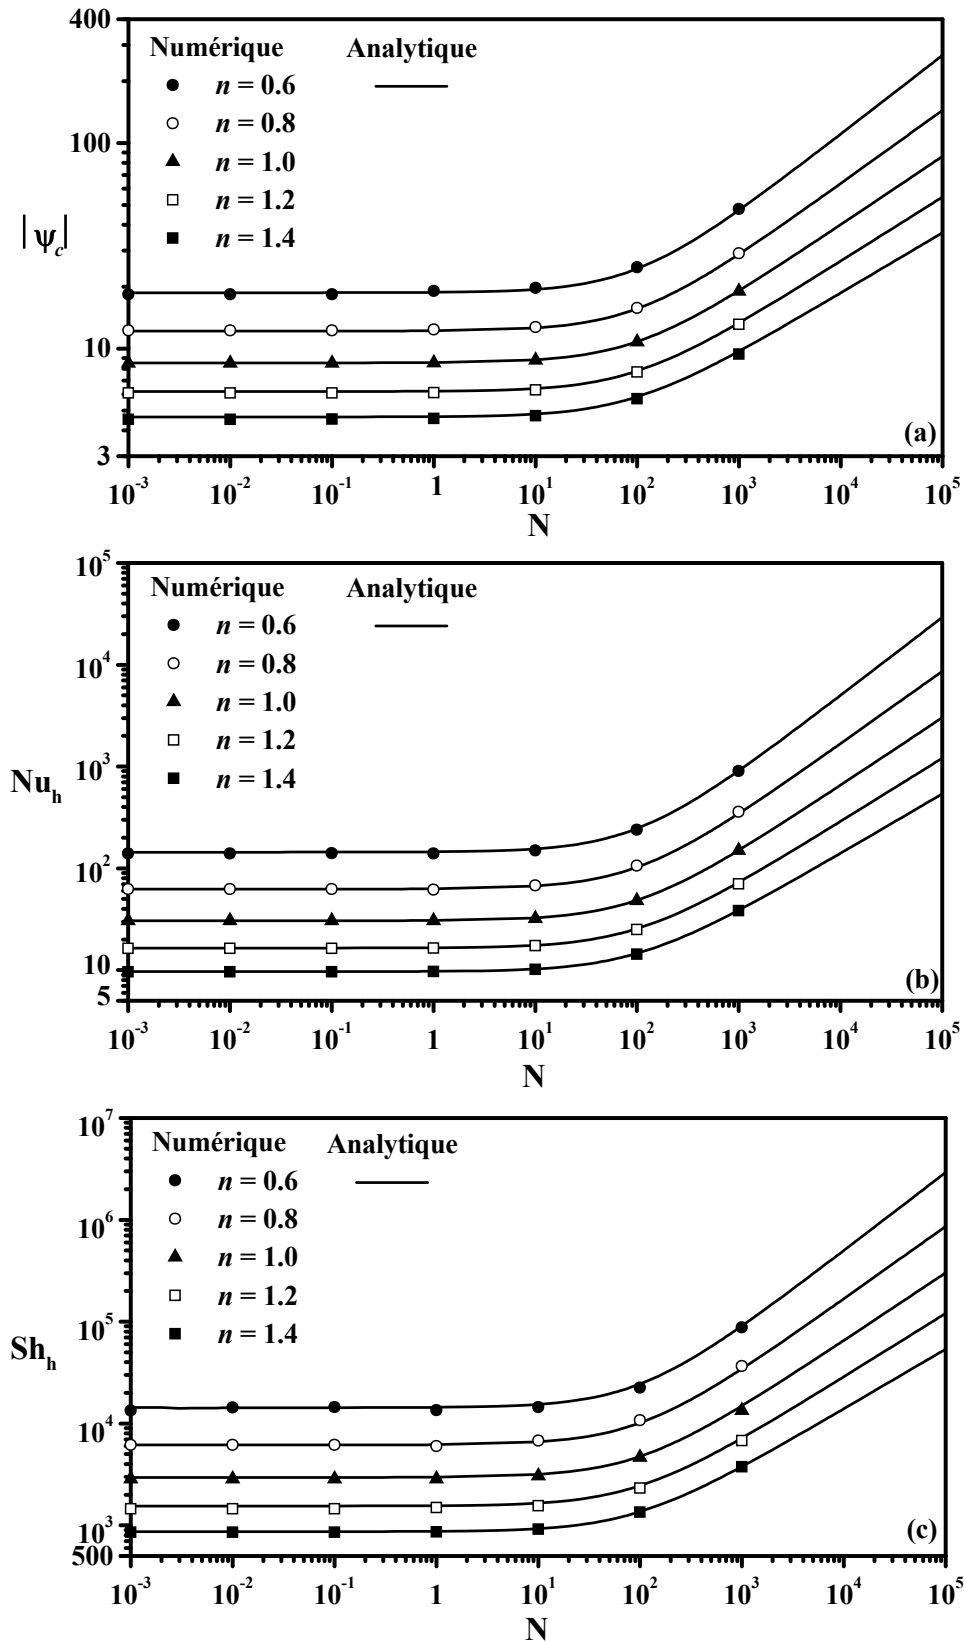 400
Numérique Analytique
n = 0.6
n = 0.8
100
n = 1.0
n = 1.2
|ψc|
n = 1.4
10
(a)
3
10-3 10-2 10-1 1 101 102 103 104 105
N
105
Numérique Analytique
n = 0.6
104
n = 0.8
n = 1.0
103
n = 1.2
Nuh
n = 1.4
102
10
(b)
5
10-3 10-2 10-1 1 101 102 103 104 105
N
107
Numérique Analytique
n = 0.6
106
n = 0.8
n = 1.0
n = 1.2
105
n = 1.4
Shh
104
103
(c)
500
10-3 10-2 10-1 1 101 102 103 104 105
N